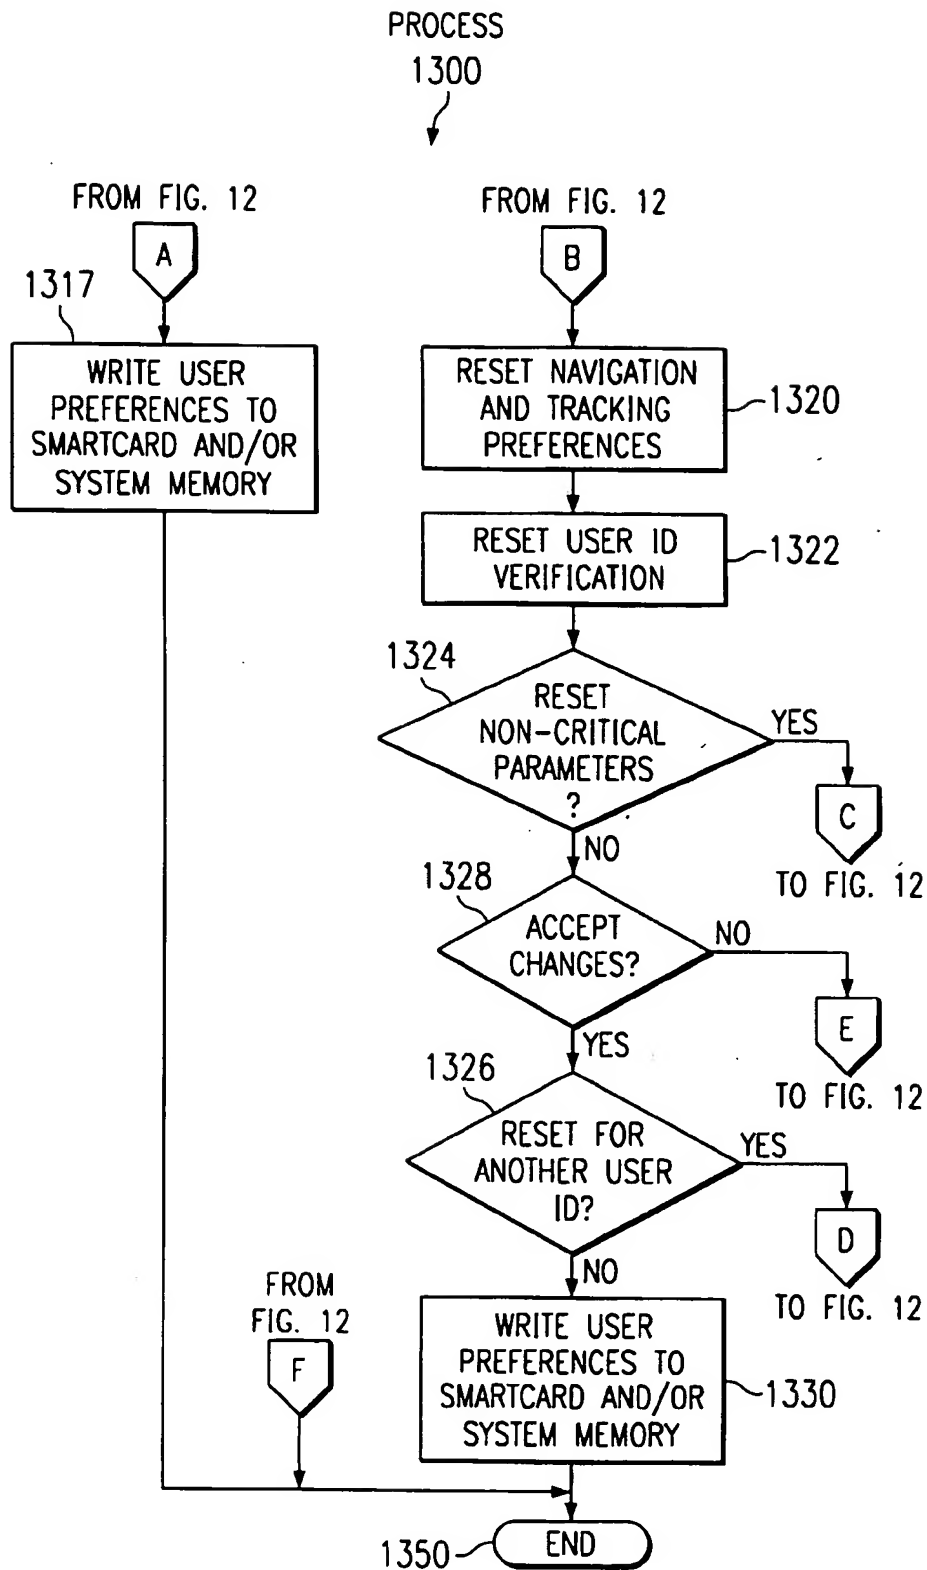 PROCESS
1300
FROM FIG. 12
A
1317
WRITE USER
PREFERENCES TO
SMARTCARD AND/OR
SYSTEM MEMORY
FROM FIG. 12
B
RESET NAVIGATION
AND TRACKING
PREFERENCES
1320
RESET USER ID
VERIFICATION
1322
1324
RESET
NON-CRITICAL
PARAMETERS
?
YES
C
TO FIG. 12
NO
1328
ACCEPT
CHANGES?
NO
E
TO FIG. 12
YES
1326
RESET FOR
ANOTHER USER
ID?
YES
D
TO FIG. 12
NO
FROM
FIG. 12
F
WRITE USER
PREFERENCES TO
SMARTCARD AND/OR
SYSTEM MEMORY
1330
1350
END